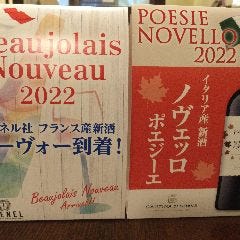 Beaujolais
Nouveau
2022
ネル社 フランス産新酒
ーヴォー到着!
Beaujolais Nouveau
Arrived!
POESIE
NOVELLO
2022
イタリア産 新酒
ノヴェッロ
ポエジーエ